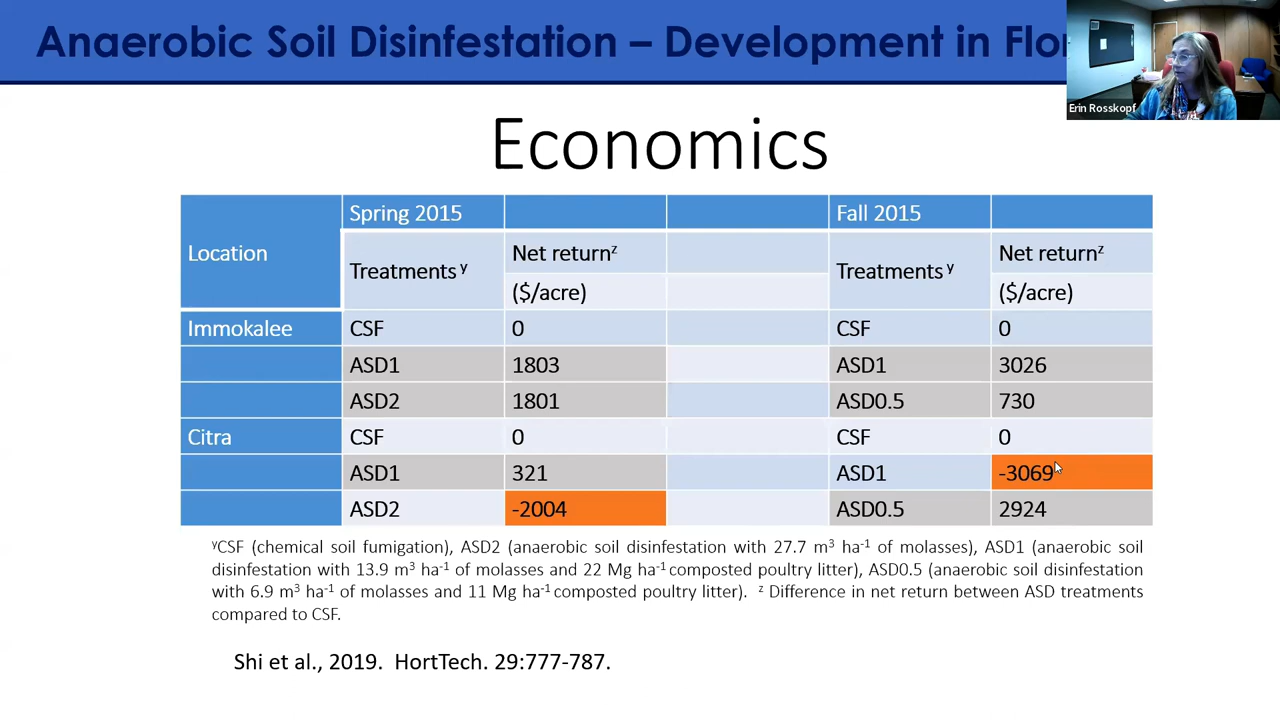 Anaerobic Soil Disinfestation – Development in Flor
Erin Rosskopf
Economics
Location Spring 2015 Fall 2015
Treatments y Net return z Treatments y Net return z
($/acre) ($/acre)
Immokalee CSF 0 CSF 0
ASD1 1803 ASD1 3026
ASD2 1801 ASD0.5 730
Citra CSF 0 CSF 0
ASD1 321 ASD1 -3069
ASD2 -2004 ASD0.5 2924
yCSF (chemical soil fumigation), ASD2 (anaerobic soil disinfestation with 27.7 m3 ha-1 of molasses), ASD1 (anaerobic soil
disinfestation with 13.9 m3 ha-1 of molasses and 22 Mg ha-1 composted poultry litter), ASD0.5 (anaerobic soil disinfestation
with 6.9 m3 ha-1 of molasses and 11 Mg ha-1 composted poultry litter). z Difference in net return between ASD treatments
compared to CSF.
Shi et al., 2019. HortTech. 29:777-787.